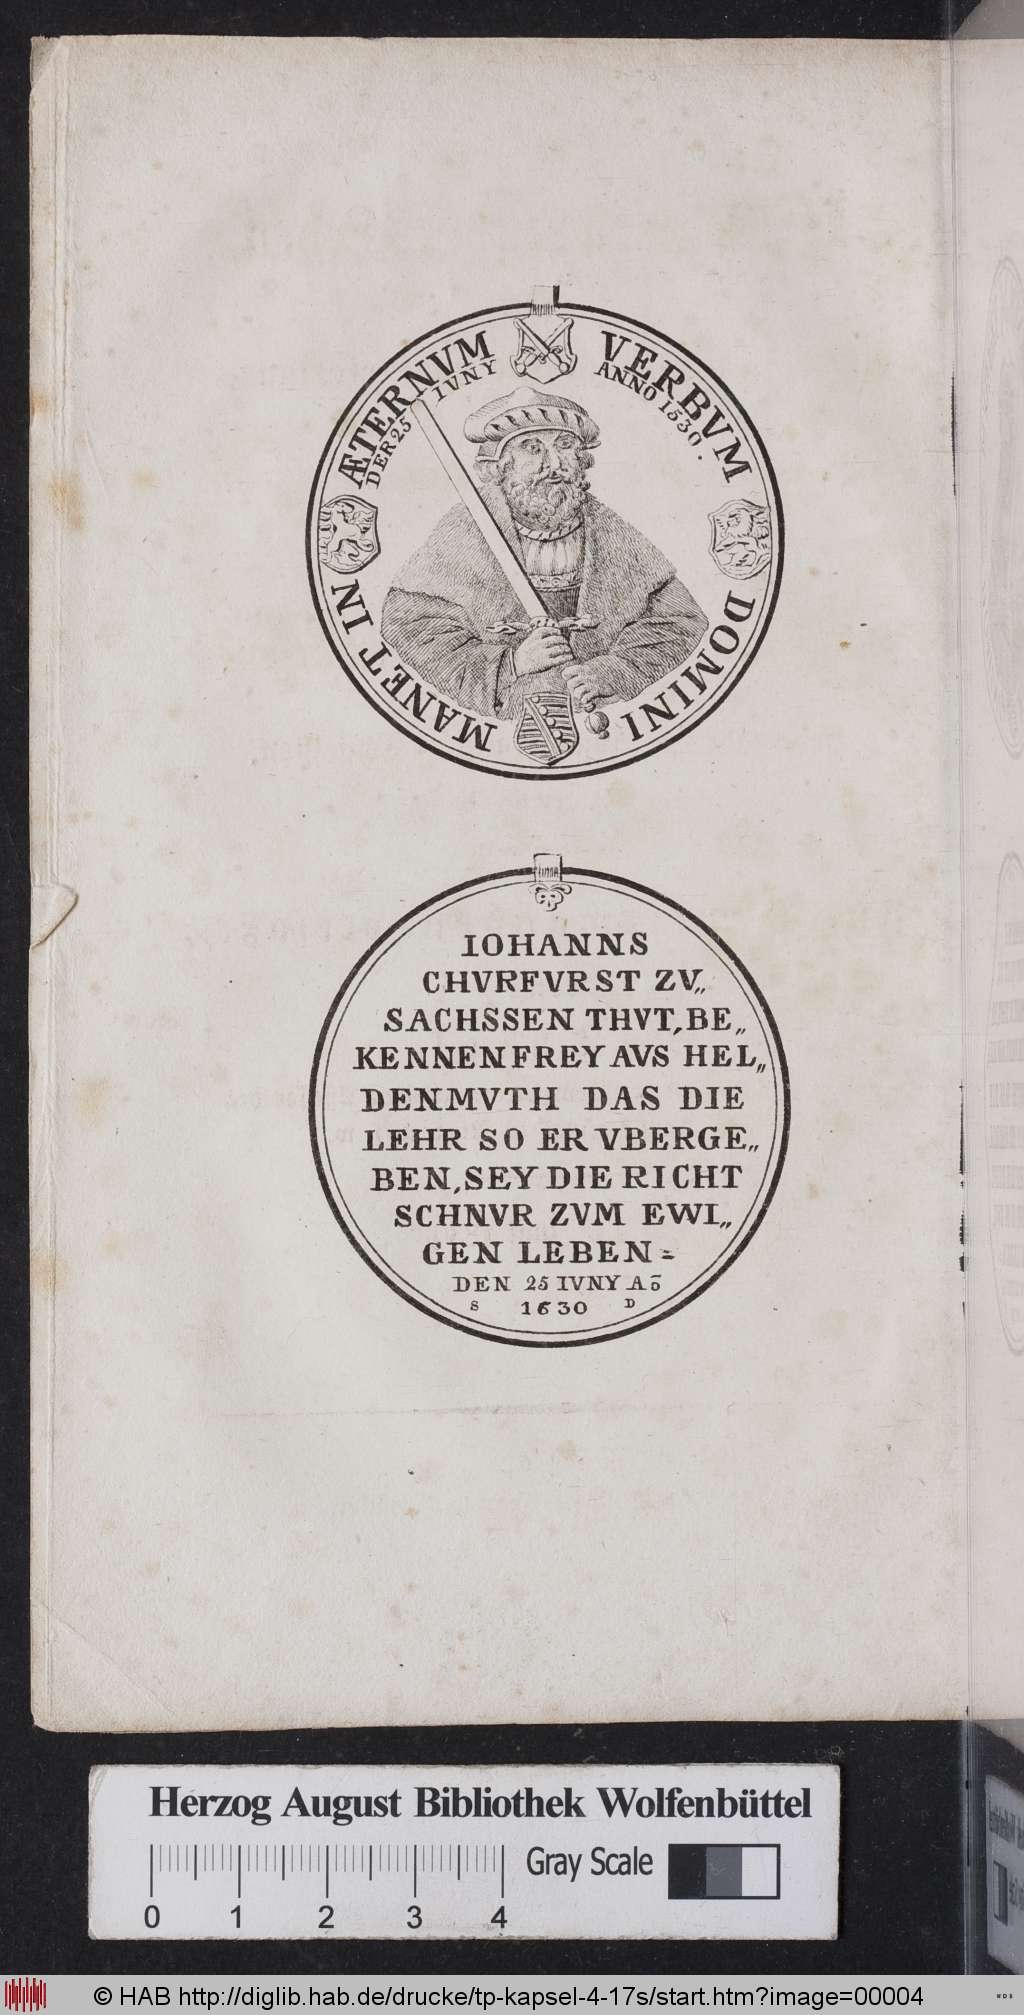 VERBVM DOMINI MANET IN ÆTERNVM
ANNO 1530.
DER 25 IVNY
IOHANNS
CHVRFVRST ZV„
SACHSSEN THVT, BE„
KENNEN FREY AVS HEL„
DENMVTH DAS DIE
LEHR SO ER VBERGE„
BEN, SEY DIE RICHT
SCHNVR ZVM EWI„
GEN LEBEN
DEN 25 IVNY Aō
S 1630 D
Herzog August Bibliothek Wolfenbüttel
0 1 2 3 4
Gray Scale
© HAB http://diglib.hab.de/drucke/tp-kapsel-4-17s/start.htm?image=00004